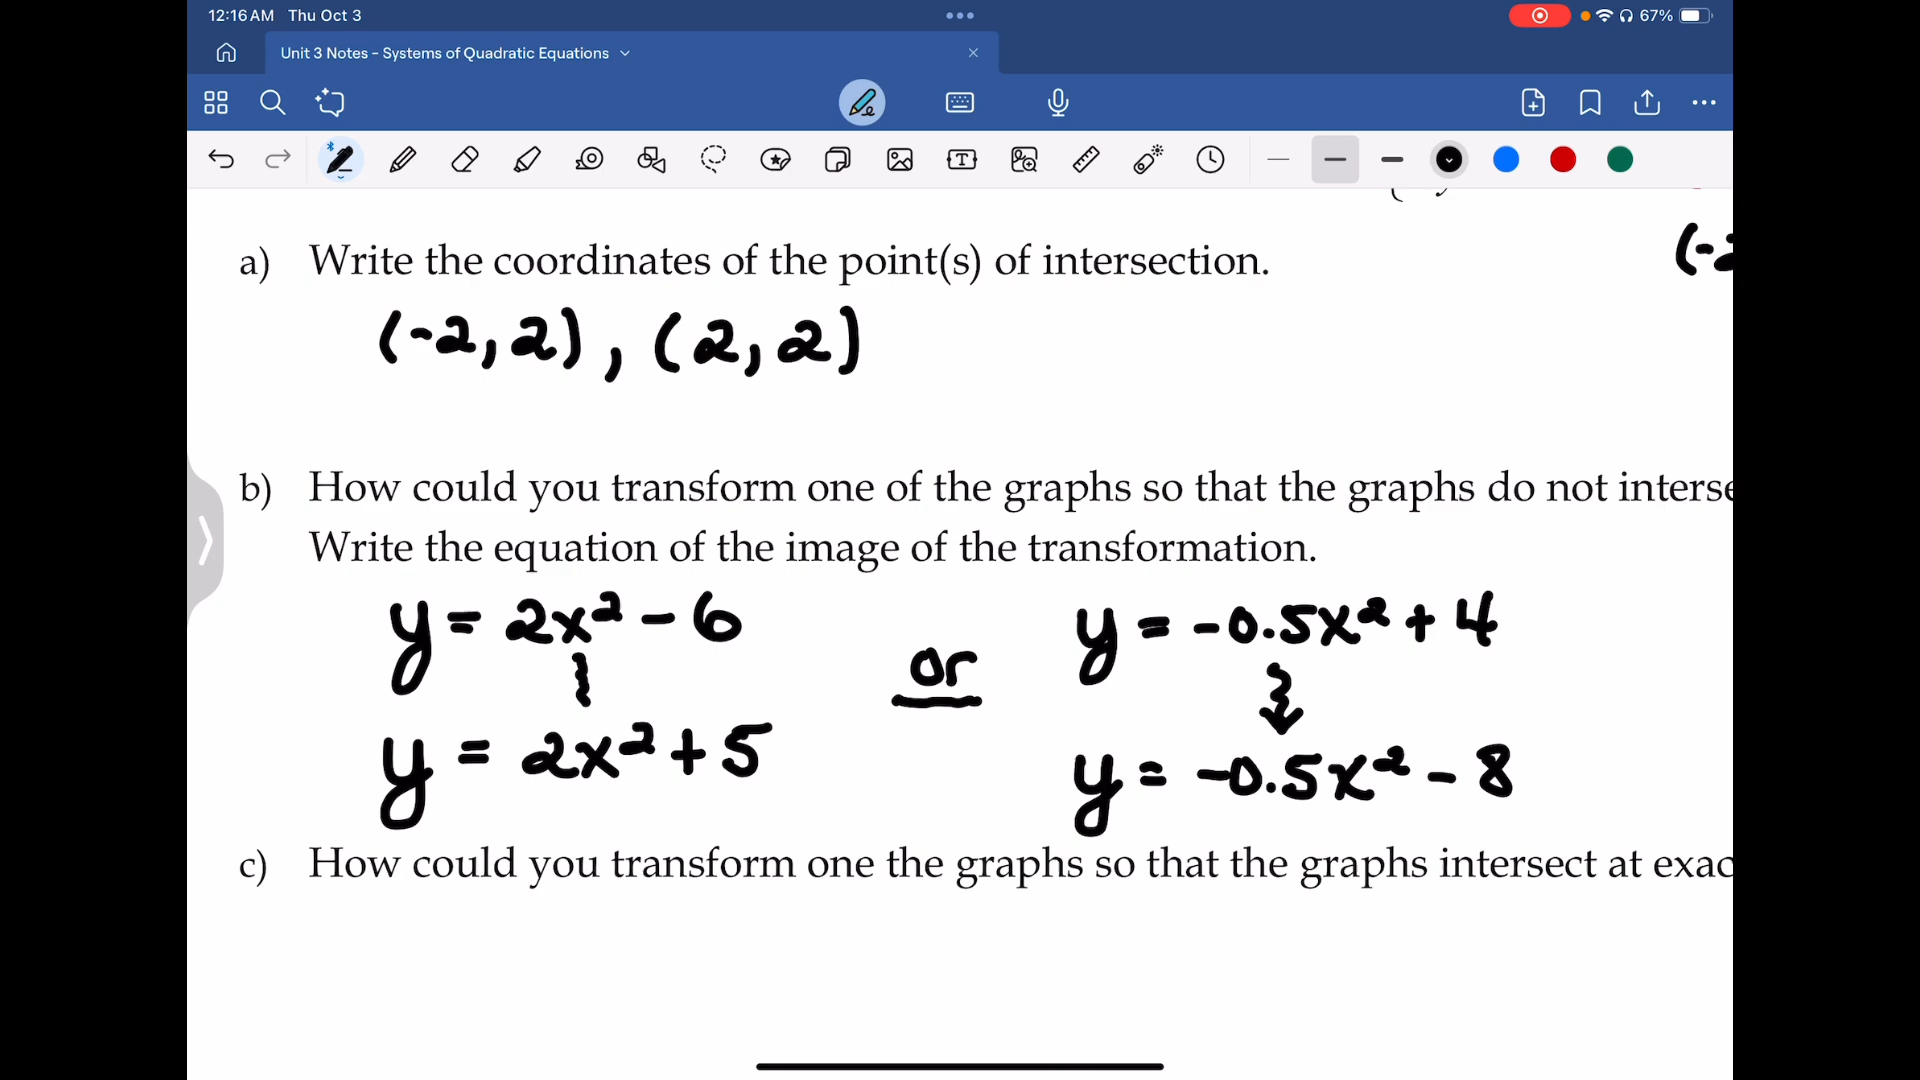 12:16 AM Thu Oct 3
67%
Unit 3 Notes - Systems of Quadratic Equations
a) Write the coordinates of the point(s) of intersection.
(-2
(-2, 2), (2, 2)
b) How could you transform one of the graphs so that the graphs do not interse
Write the equation of the image of the transformation.
y = 2x² - 6
y = -0.5x² + 4
or
y = 2x² + 5
y = -0.5x² - 8
c) How could you transform one the graphs so that the graphs intersect at exac